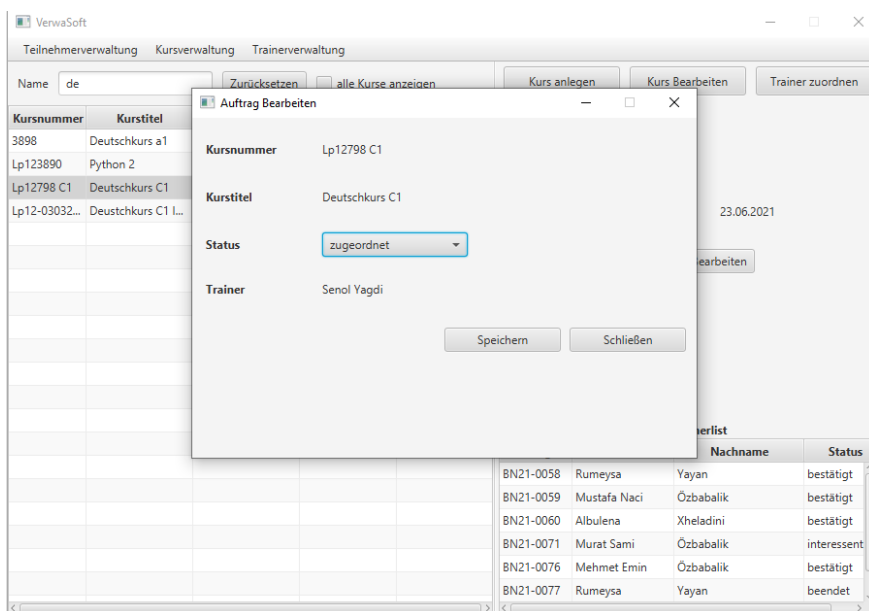 VerwaSoft
Teilnehmerverwaltung Kursverwaltung Trainerverwaltung
Name de Zurücksetzen alle Kurse anzeigen
Kurs anlegen Kurs Bearbeiten Trainer zuordnen
Kursnummer Kurstitel
3898 Deutschkurs a1
Lp123890 Python 2
Lp12798 C1 Deutschkurs C1
Lp12-03032... Deustchkurs C1 I...
Auftrag Bearbeiten
Kursnummer Lp12798 C1
Kurstitel Deutschkurs C1
Status zugeordnet
Trainer Senol Yagdi
Speichern Schließen
23.06.2021
Bearbeiten
nerlist
Nachname Status
BN21-0058 Rumeysa Yayan bestätigt
BN21-0059 Mustafa Naci Özbabalik bestätigt
BN21-0060 Albulena Xheladini bestätigt
BN21-0071 Murat Sami Özbabalik interessent
BN21-0076 Mehmet Emin Özbabalik bestätigt
BN21-0077 Rumeysa Yayan beendet